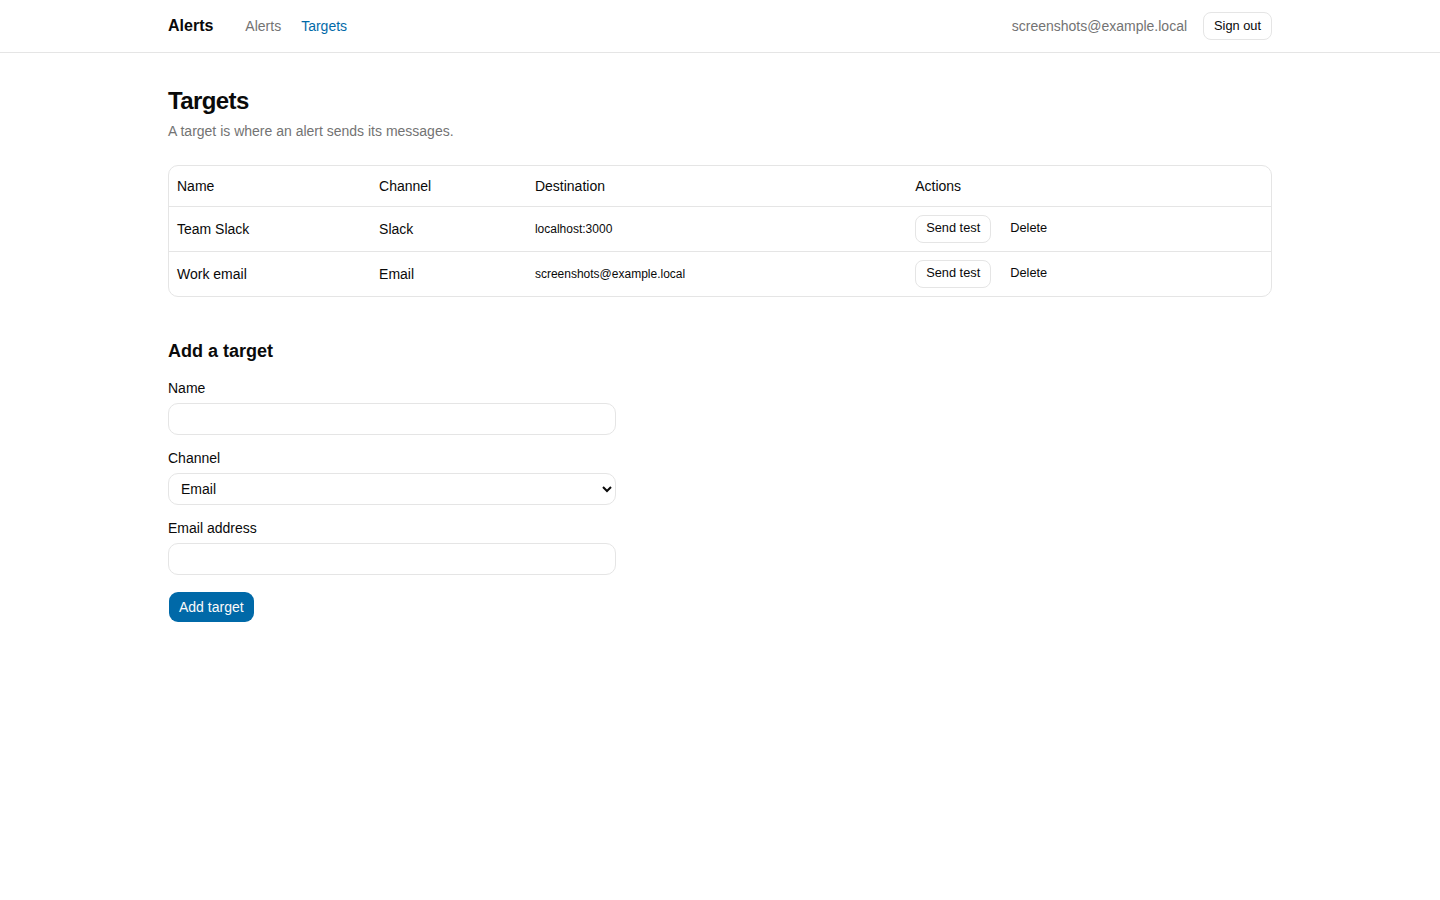 Alerts Alerts Targets screenshots@example.local Sign out
Targets
A target is where an alert sends its messages.
Name Channel Destination Actions
Team Slack Slack localhost:3000 Send test Delete
Work email Email screenshots@example.local Send test Delete
Add a target
Name
Channel
Email
Email address
Add target